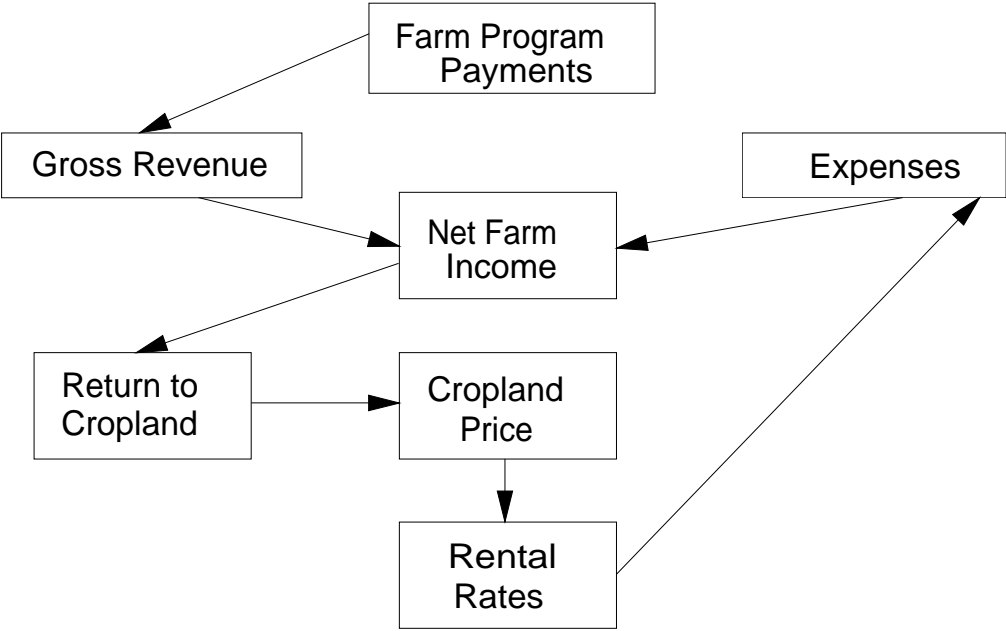 Farm Program
Payments
Gross Revenue
Expenses
Net Farm
Income
Return to
Cropland
Cropland
Price
Rental
Rates